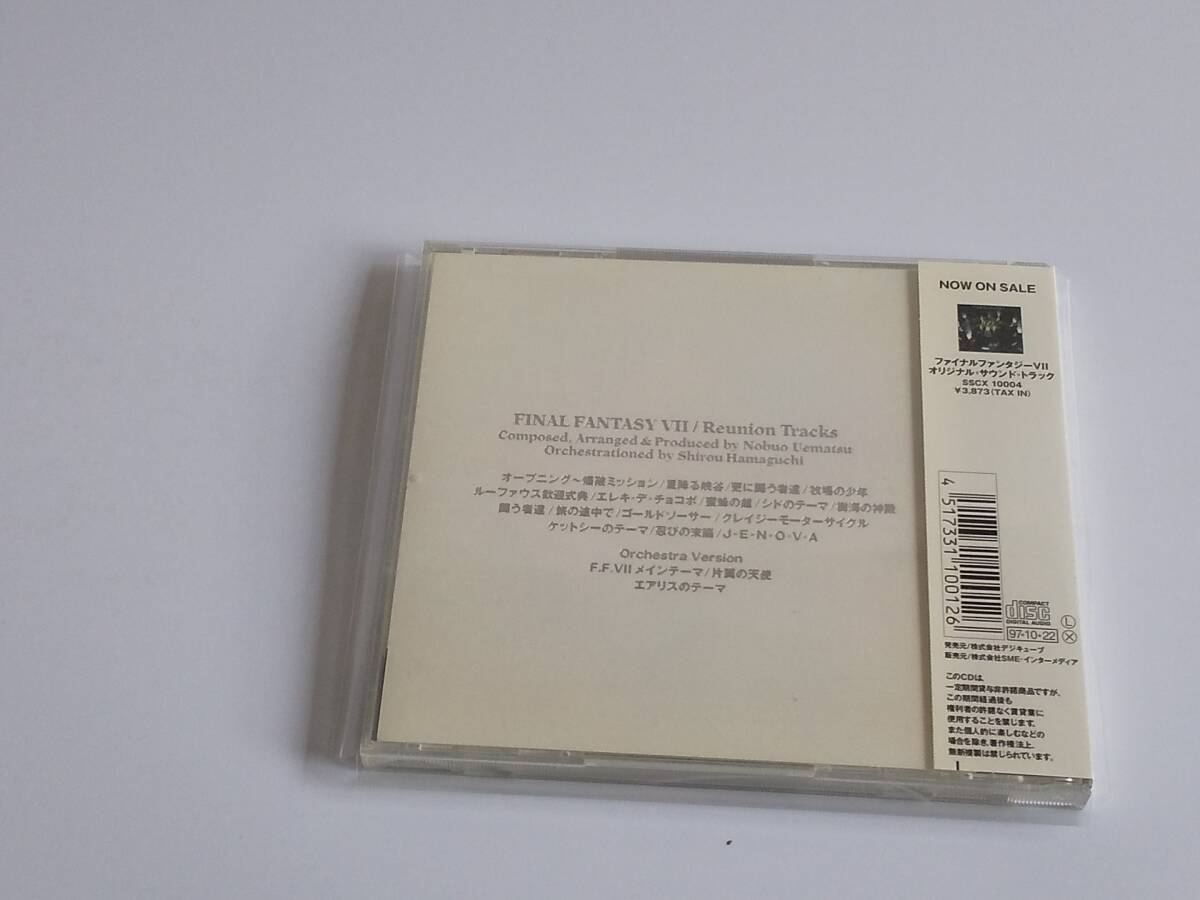 FINAL FANTASY VII / Reunion Tracks
Composed, Arranged & Produced by Nobuo Uematsu
Orchestrationed by Shirou Hamaguchi
オープニング〜爆破ミッション/星降る峡谷/更に闘う者達/牧場の少年
ルーファウス歓迎式典/エレキ・デ・チョコボ/蜜蜂の館/シドのテーマ/樹海の神殿
闘う者達/旅の途中で/ゴールドソーサー/クレイジーモーターサイクル
ケットシーのテーマ/忍びの末裔/J-E-N-O-V-A
Orchestra Version
F.F.VII メインテーマ/片翼の天使
エアリスのテーマ
NOW ON SALE
ファイナルファンタジーVII
オリジナル・サウンド・トラック
SSCX 10004
¥3,873(TAX IN)
4 517331 100126
COMPACT
disc
DIGITAL AUDIO
L
97・10・22
X
発売元/株式会社デジキューブ
販売元/株式会社SME・インターメディア
このCDは、
一定期間貸与非許諾商品ですが、
この期間経過後も
権利者の許諾なく賃貸業に
使用することを禁じます。
また個人的に楽しむなどの
場合を除き、著作権法上、
無断複製は禁じられています。